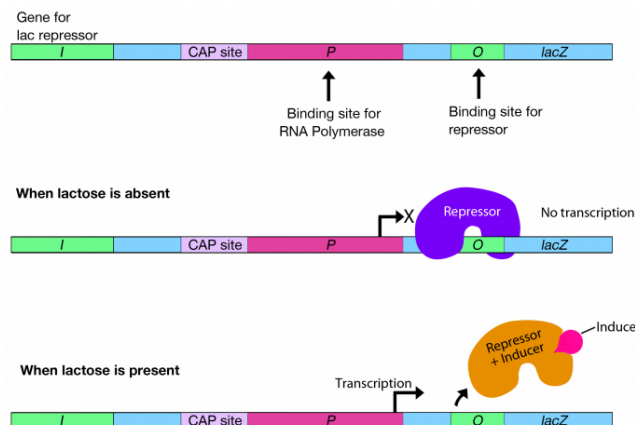 Gene for
lac repressor
I CAP site P O lacZ
Binding site for
RNA Polymerase
Binding site for
repressor
When lactose is absent
X Repressor No transcription
I CAP site P O lacZ
Repressor
+ Inducer
Induce
When lactose is present
Transcription
I CAP site P O lacZ